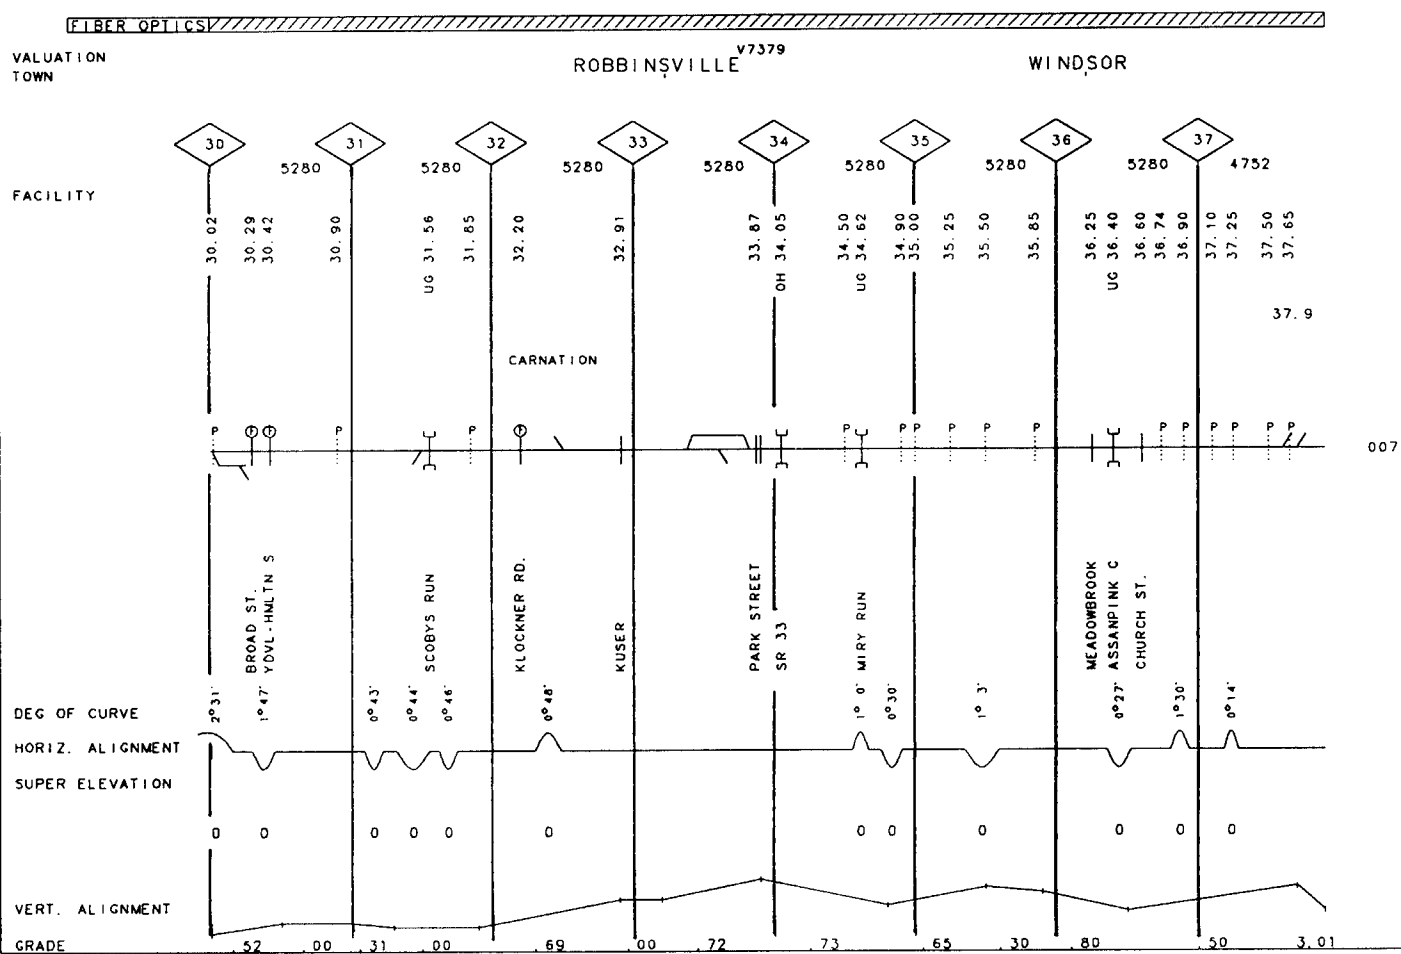 FIBER OPTICS
VALUATION V7379
TOWN ROBBINSVILLE WINDSOR
30 31 32 33 34 35 36 37
5280 5280 5280 5280 5280 5280 5280 4752
FACILITY
30.02 30.29 30.42 30.90 UG 31.56 31.85 32.20 32.91 33.87 OH 34.05 34.50 UG 34.62 34.90 35.00 35.25 35.50 35.85 36.25 UG 36.40 36.60 36.74 36.90 37.10 37.25 37.50 37.65
37.9
CARNATION
P P P P P P P P P P P P P P P P P P
007
BROAD ST. YDVL-HMLTN S SCOBYS RUN KLOCKNER RD. KUSER PARK STREET SR 33 MIRY RUN MEADOWBROOK ASSANPINK C CHURCH ST.
DEG OF CURVE 2°31' 1°47' 0°43' 0°44' 0°46' 0°48' 1° 0' 0°30' 1° 3' 0°27' 1°30' 0°14'
HORIZ. ALIGNMENT
SUPER ELEVATION
0 0 0 0 0 0 0 0 0 0 0 0
VERT. ALIGNMENT
GRADE .52 .00 .31 .00 .69 .00 .72 .73 .65 .30 .80 .50 3.01